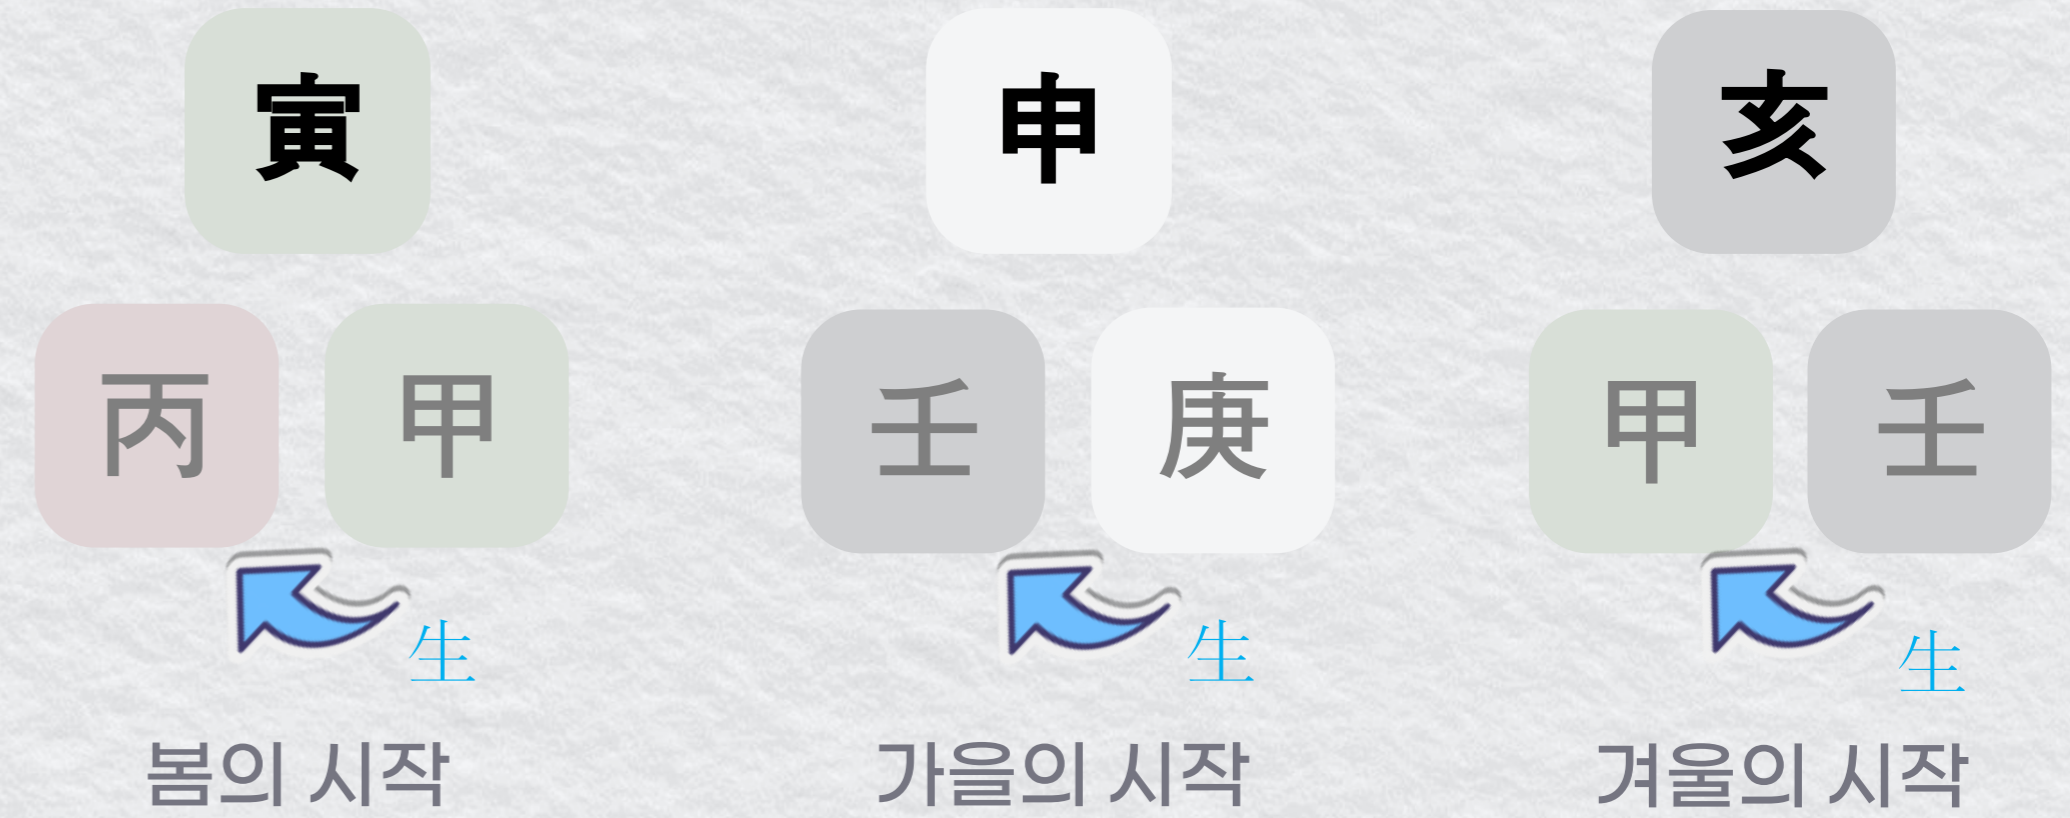 寅 申 亥
丙 甲 壬 庚 甲 壬
生 生 生
봄의 시작 가을의 시작 겨울의 시작